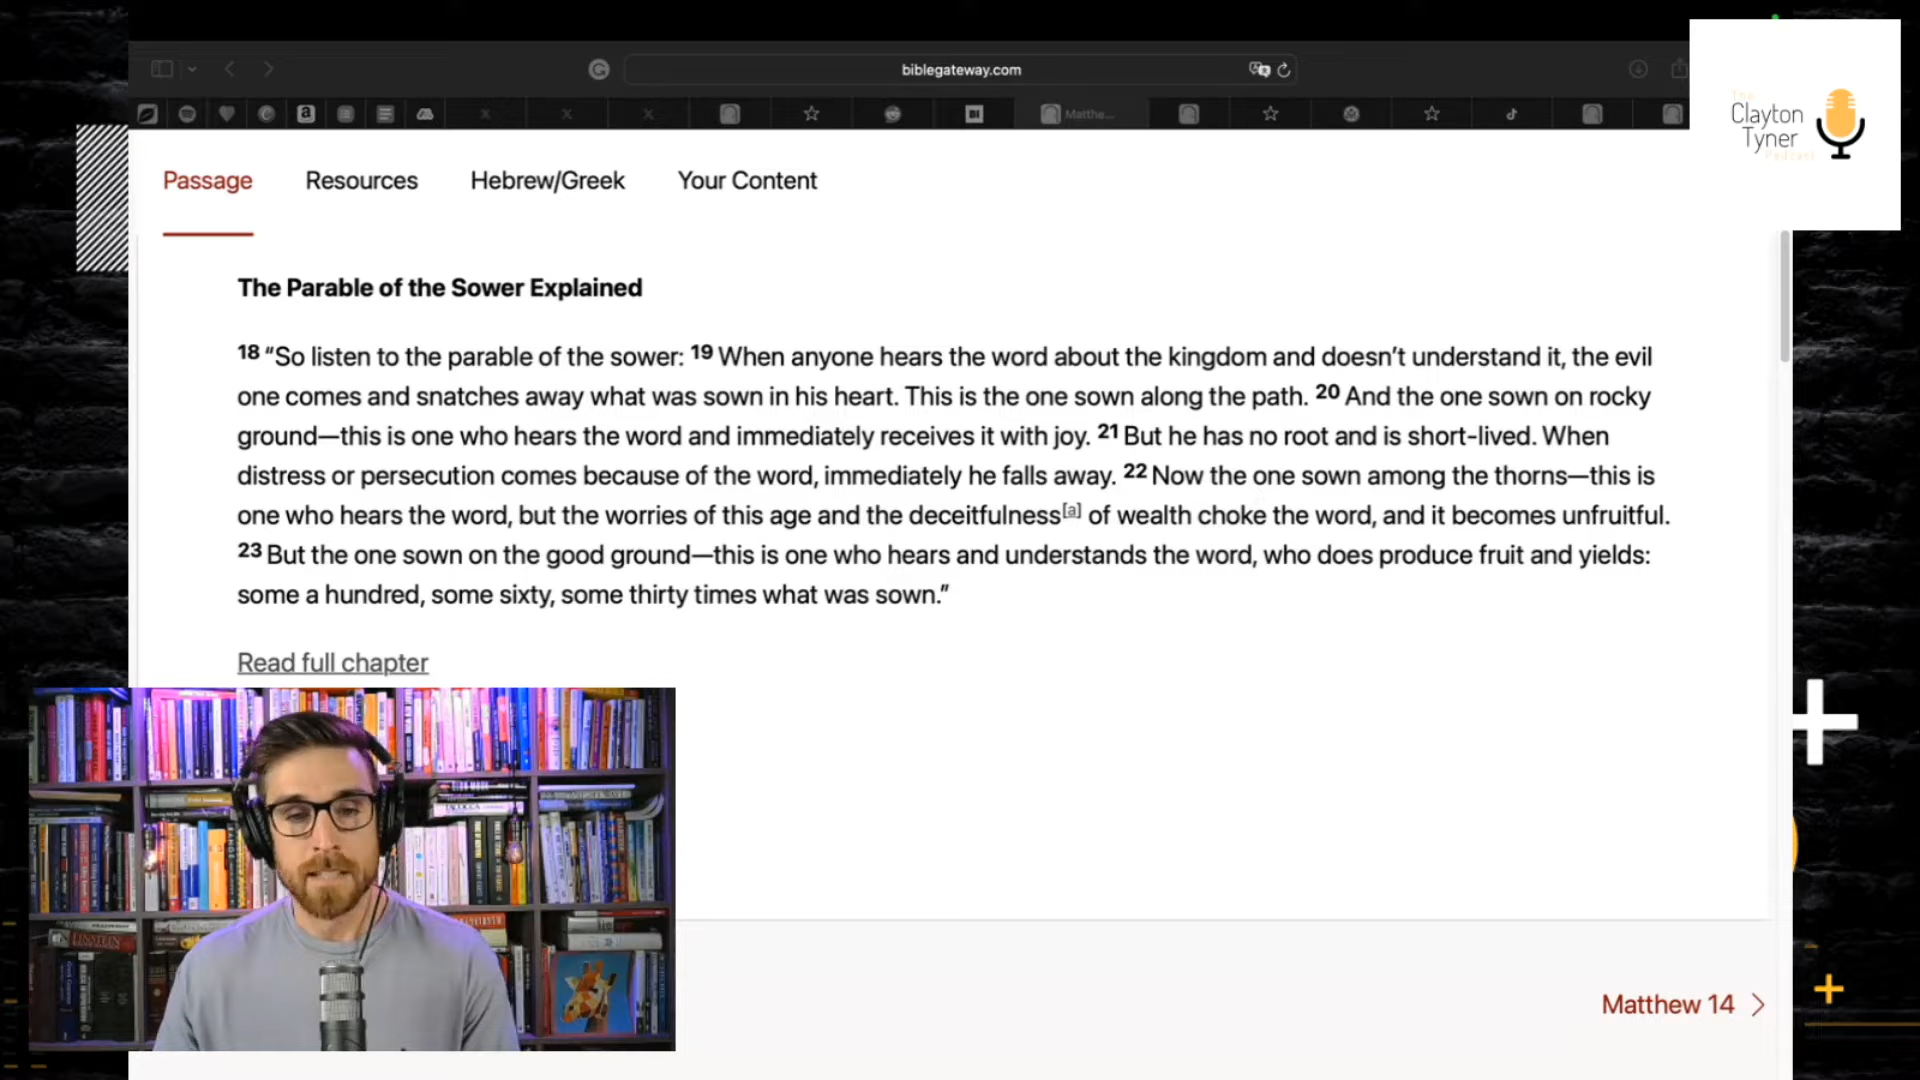 biblegateway.com
Matthe...
The
Clayton
Tyner
Podcast
Passage
Resources
Hebrew/Greek
Your Content
The Parable of the Sower Explained
18 “So listen to the parable of the sower: 19 When anyone hears the word about the kingdom and doesn’t understand it, the evil
one comes and snatches away what was sown in his heart. This is the one sown along the path. 20 And the one sown on rocky
ground—this is one who hears the word and immediately receives it with joy. 21 But he has no root and is short-lived. When
distress or persecution comes because of the word, immediately he falls away. 22 Now the one sown among the thorns—this is
one who hears the word, but the worries of this age and the deceitfulness[a] of wealth choke the word, and it becomes unfruitful.
23 But the one sown on the good ground—this is one who hears and understands the word, who does produce fruit and yields:
some a hundred, some sixty, some thirty times what was sown.”
Read full chapter
EINSTEIN
Matthew 14